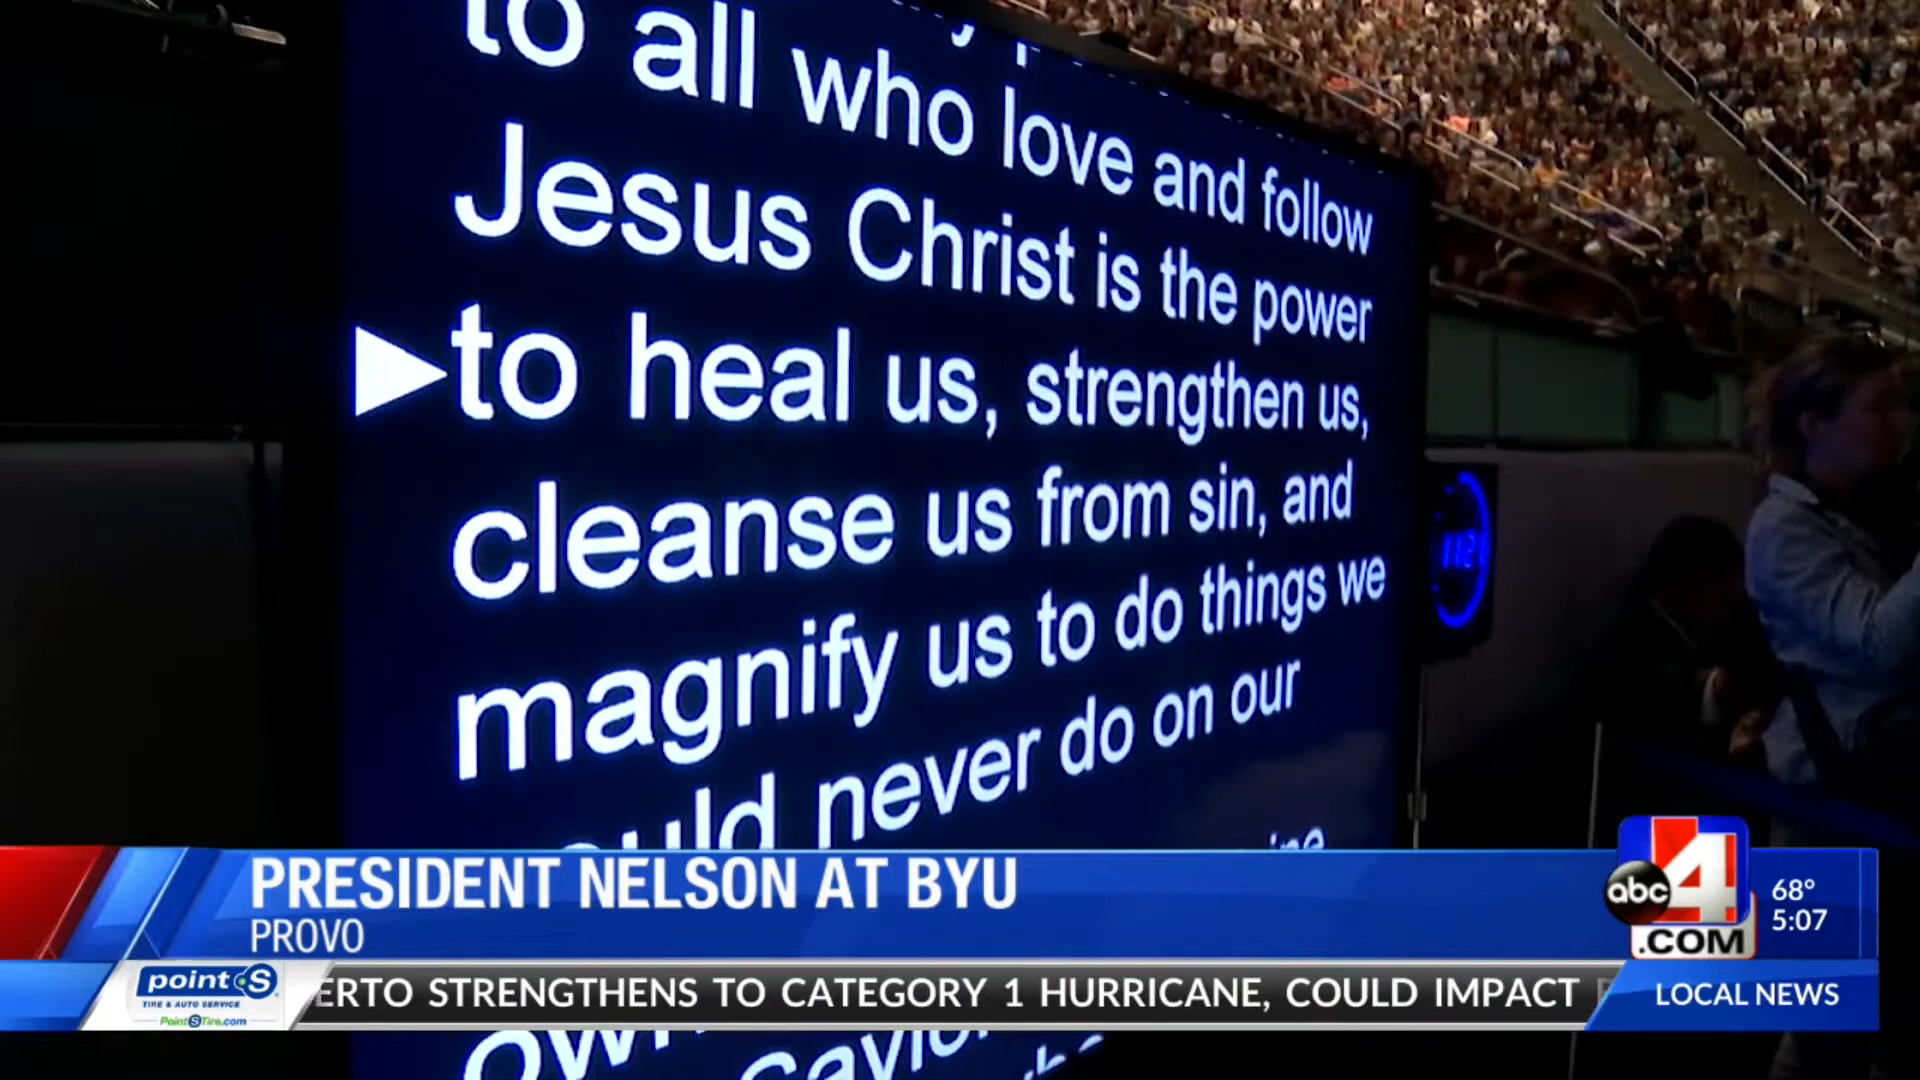 to all who love and follow
Jesus Christ is the power
to heal us, strengthen us,
cleanse us from sin, and
magnify us to do things we
never do on our
PRESIDENT NELSON AT BYU
PROVO
abc 4
.COM
68°
5:07
point S
TIRE & AUTO SERVICE
PointSTire.com
ERTO STRENGTHENS TO CATEGORY 1 HURRICANE, COULD IMPACT
LOCAL NEWS